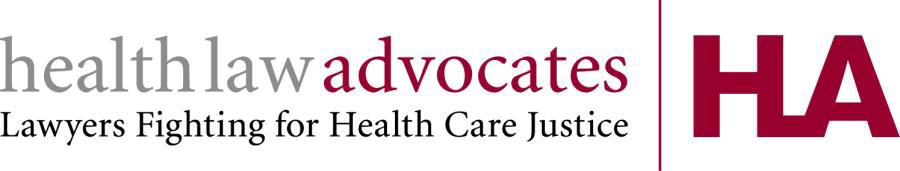 health law advocates
Lawyers Fighting for Health Care Justice
HLA